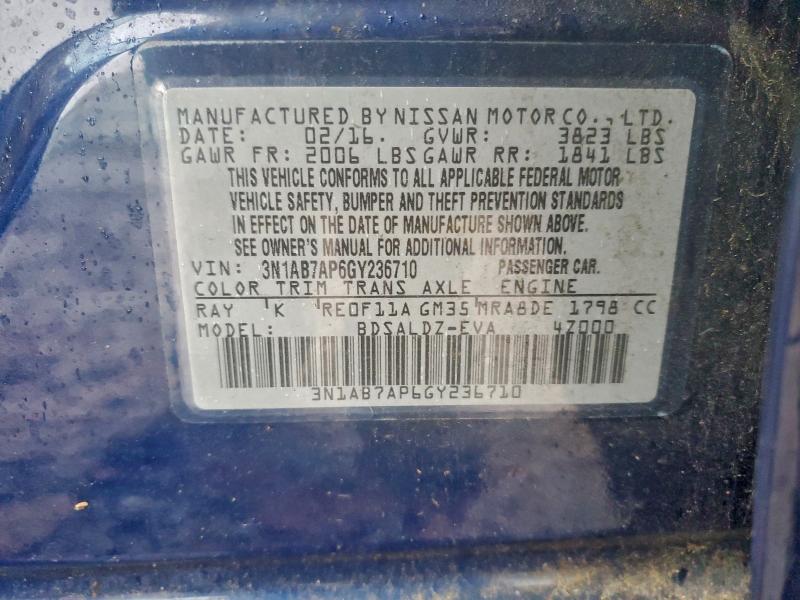 MANUFACTURED BY NISSAN MOTOR CO., LTD.
DATE: 02/16. GVWR: 3823 LBS
GAWR FR: 2006 LBS GAWR RR: 1841 LBS
THIS VEHICLE CONFORMS TO ALL APPLICABLE FEDERAL MOTOR
VEHICLE SAFETY, BUMPER AND THEFT PREVENTION STANDARDS
IN EFFECT ON THE DATE OF MANUFACTURE SHOWN ABOVE.
SEE OWNER'S MANUAL FOR ADDITIONAL INFORMATION.
VIN: 3N1AB7AP6GY236710 PASSENGER CAR.
COLOR TRIM TRANS AXLE ENGINE
RAY K RE0F11A GM35 MRA8DE 1798 CC
MODEL: BDSALDZ-EVA 4Z000
3N1AB7AP6GY236710